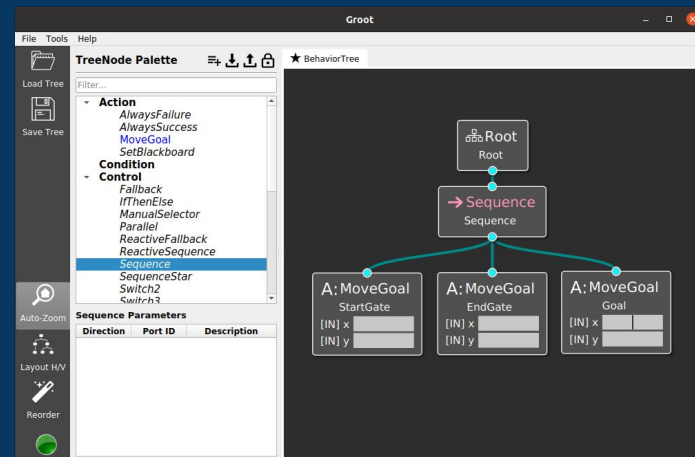 Groot
File Tools Help
Load Tree
Save Tree
Auto-Zoom
Layout H/V
Reorder
TreeNode Palette
Filter...
Action
AlwaysFailure
AlwaysSuccess
MoveGoal
SetBlackboard
Condition
Control
Fallback
IfThenElse
ManualSelector
Parallel
ReactiveFallback
ReactiveSequence
Sequence
SequenceStar
Switch2
Switch3
Sequence Parameters
Direction Port ID Description
BehaviorTree
Root
Root
Sequence
Sequence
A: MoveGoal
StartGate
[IN] x
[IN] y
A: MoveGoal
EndGate
[IN] x
[IN] y
A: MoveGoal
Goal
[IN] x
[IN] y